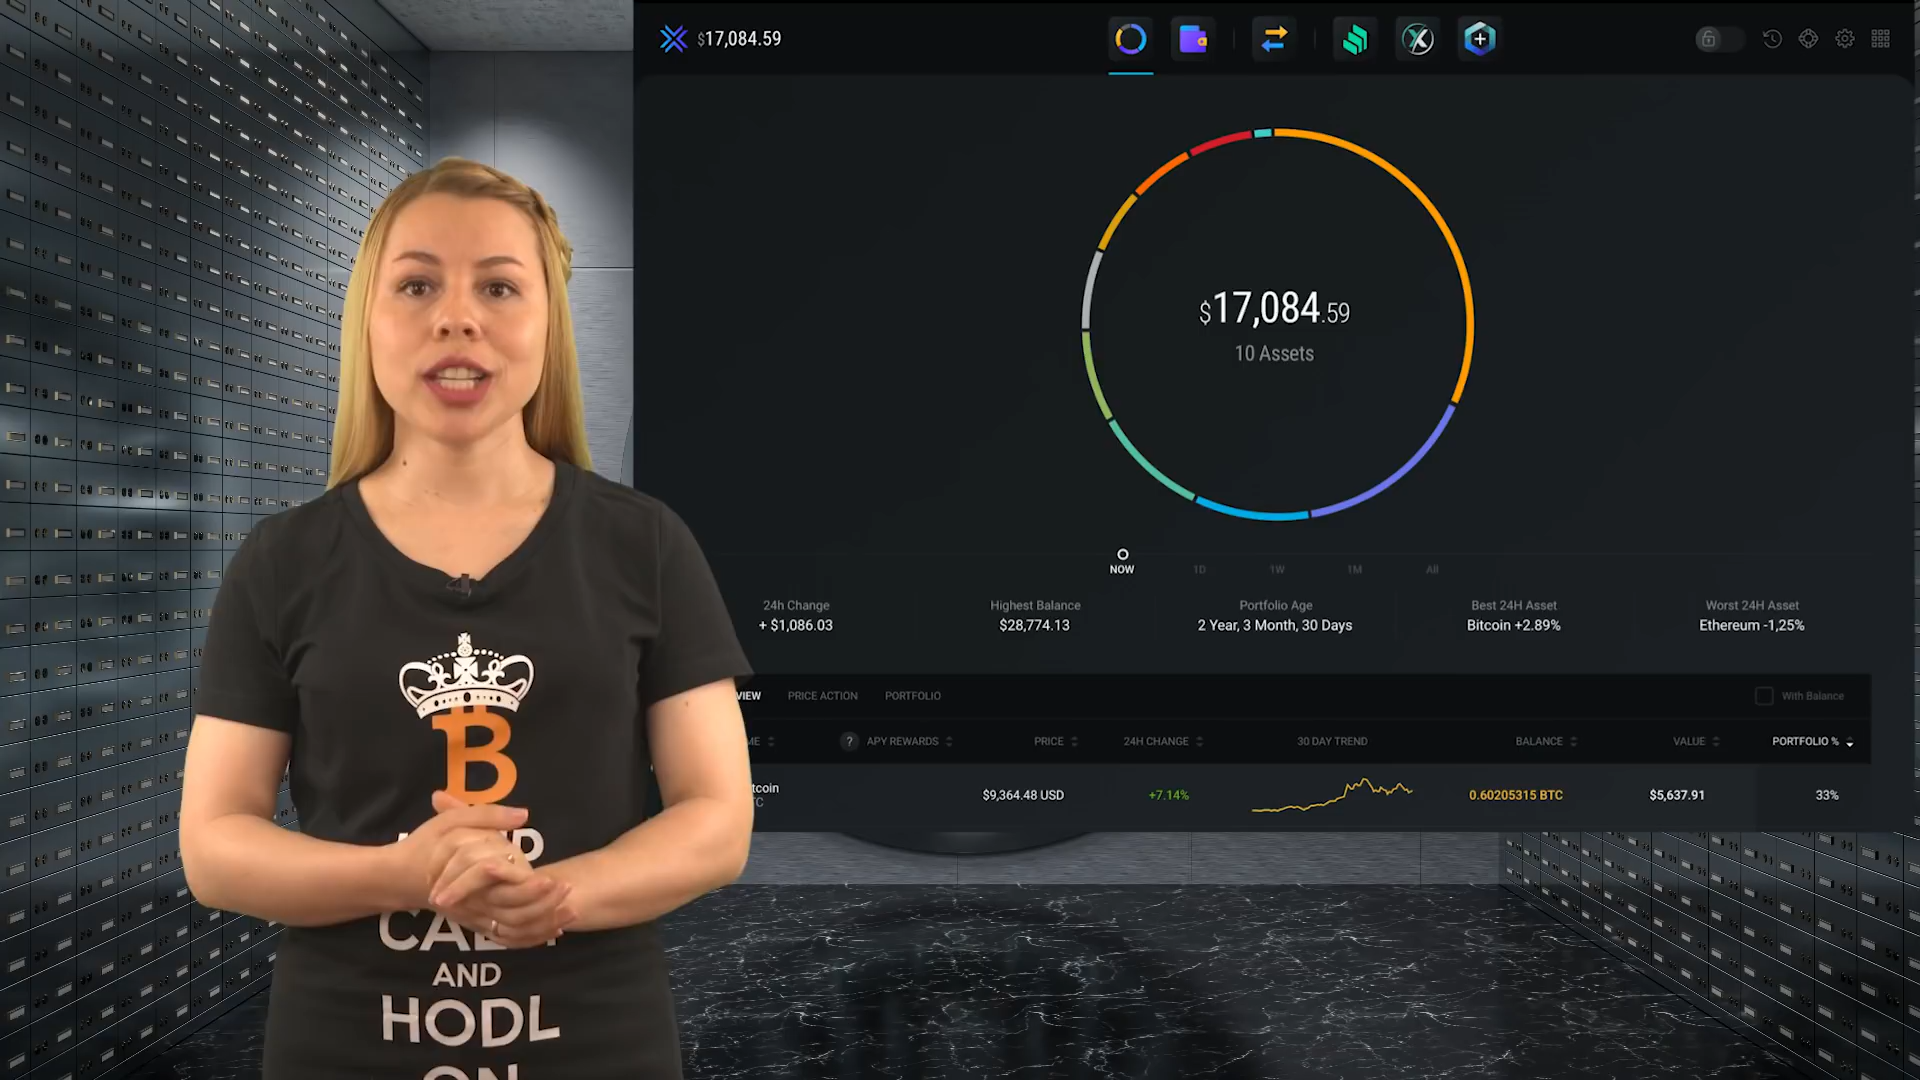 $17,084.59
$17,084.59
10 Assets
NOW 1D 1W 1M All
24h Change Highest Balance Portfolio Age Best 24H Asset Worst 24H Asset
+ $1,086.03 $28,774.13 2 Year, 3 Month, 30 Days Bitcoin +2.89% Ethereum -1,25%
VIEW PRICE ACTION PORTFOLIO With Balance
ME ? APY REWARDS PRICE 24H CHANGE 30 DAY TREND BALANCE VALUE PORTFOLIO %
tcoin $9,364.48 USD +7.14% 0.60205315 BTC $5,637.91 33%
TC
B
AND
HODL
ON